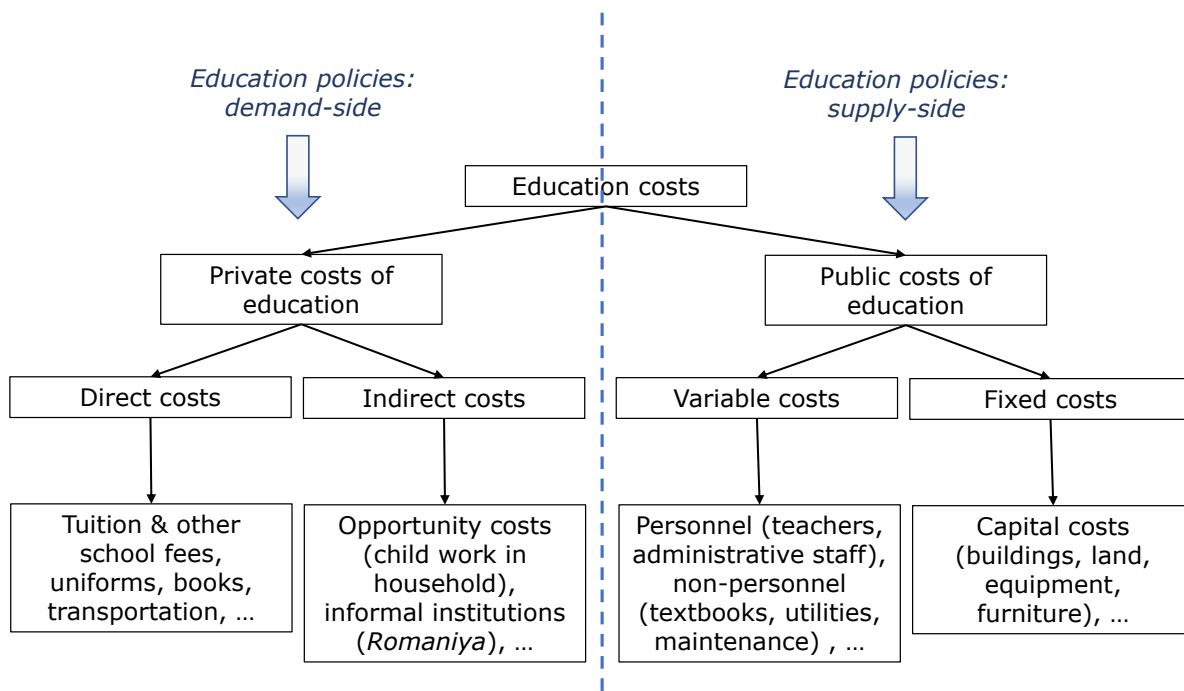 Education policies:
demand-side
Education policies:
supply-side
Education costs
Private costs of
education
Public costs of
education
Direct costs
Indirect costs
Variable costs
Fixed costs
Tuition & other
school fees,
uniforms, books,
transportation, ...
Opportunity costs
(child work in
household),
informal institutions
(Romaniya), ...
Personnel (teachers,
administrative staff),
non-personnel
(textbooks, utilities,
maintenance) , ...
Capital costs
(buildings, land,
equipment,
furniture), ...